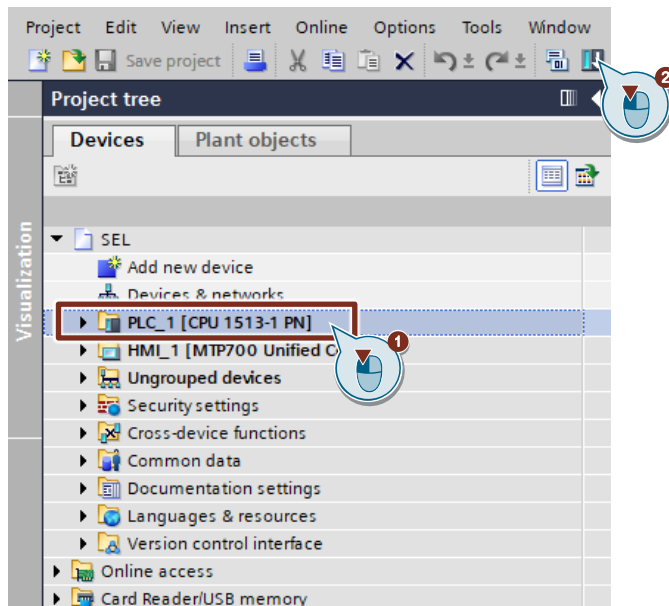 Project Edit View Insert Online Options Tools Window
Save project
2
Project tree
Devices Plant objects
Visualization
SEL
Add new device
Devices & networks
PLC_1 [CPU 1513-1 PN]
1
HMI_1 [MTP700 Unified
Ungrouped devices
Security settings
Cross-device functions
Common data
Documentation settings
Languages & resources
Version control interface
Online access
Card Reader/USB memory